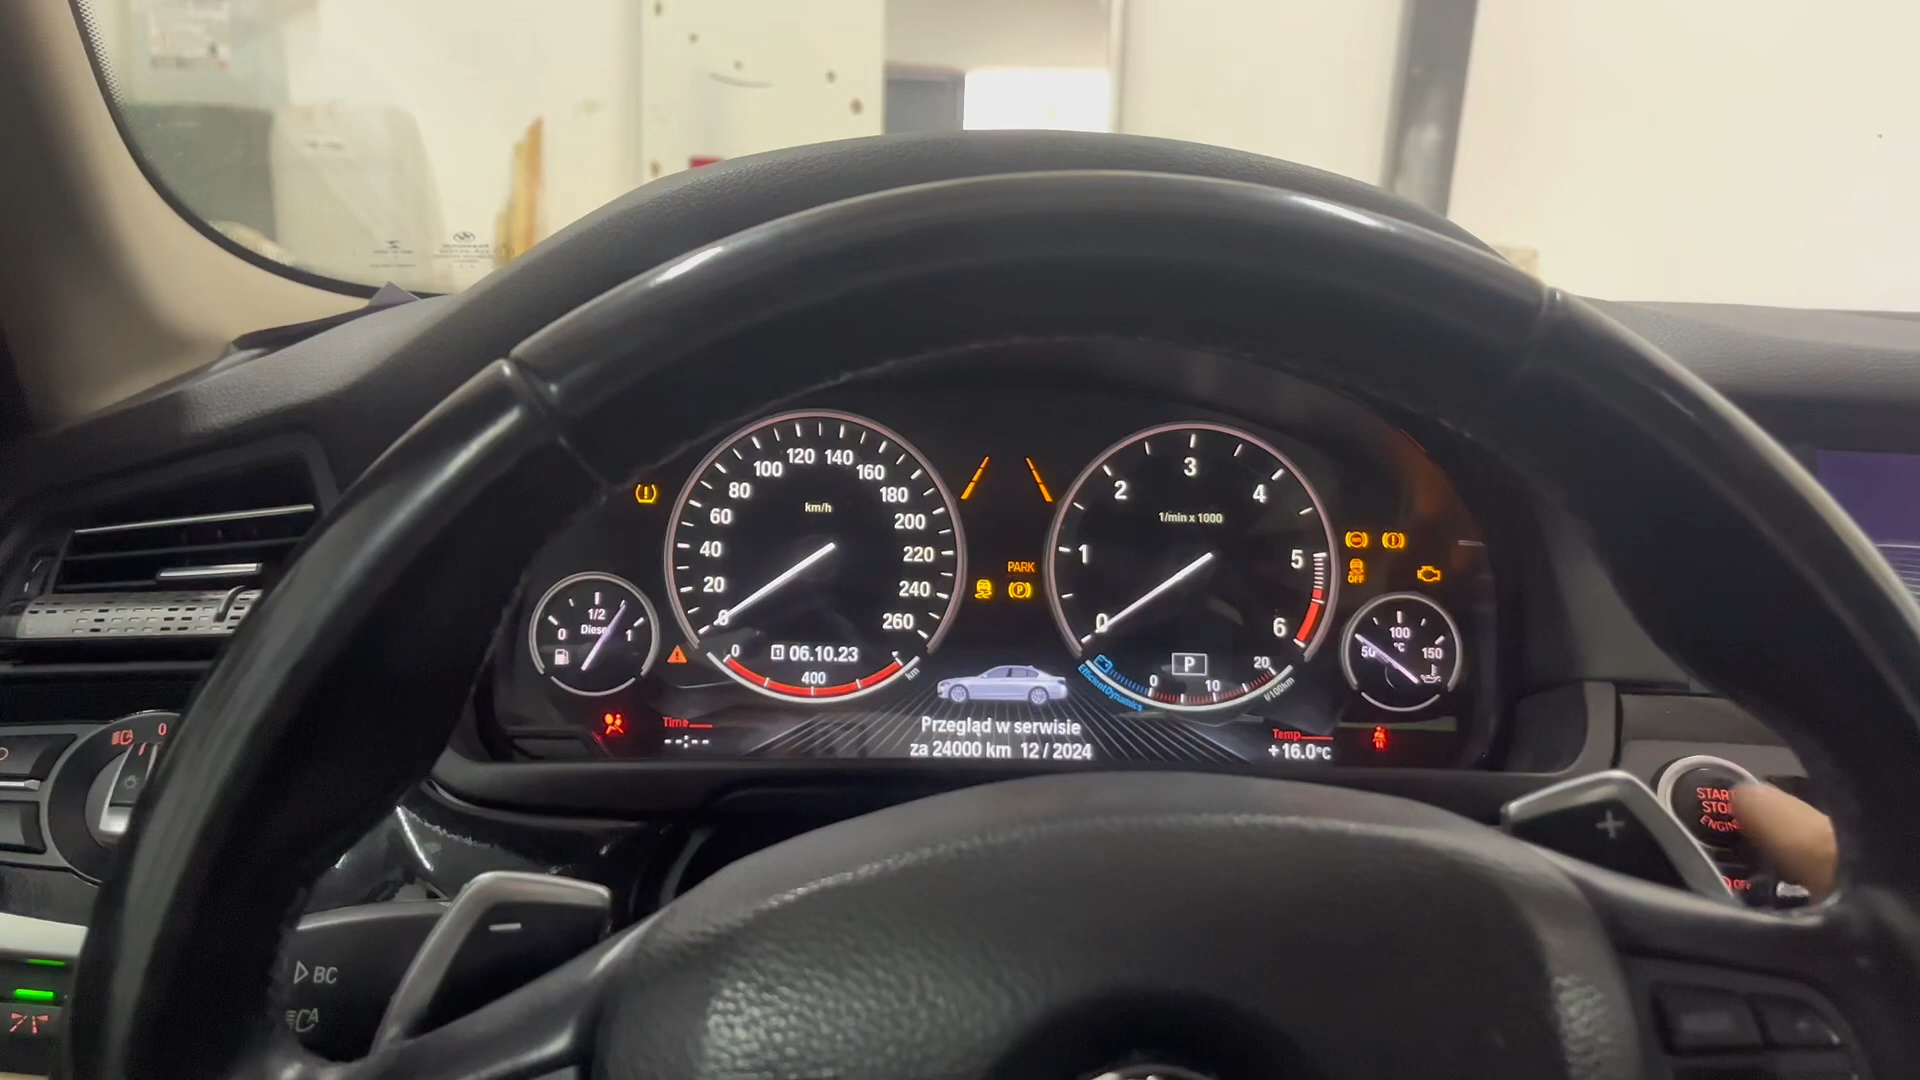 120 140
100 160
80 180
km/h
60 200
40 220
20 240
0 260
3
2 4
1/min x 1000
1 5
0 6
PARK
OFF
1/2
Diesel
0 1
100
50 °C 150
06.10.23
0 400 km
P
20
0 10
l/100km
EfficientDynamics
Time
--:--
Przegląd w serwisie
za 24000 km 12 / 2024
Temp
+16.0°C
START
STOP
ENGINE
OFF
+
−
BC
A
0